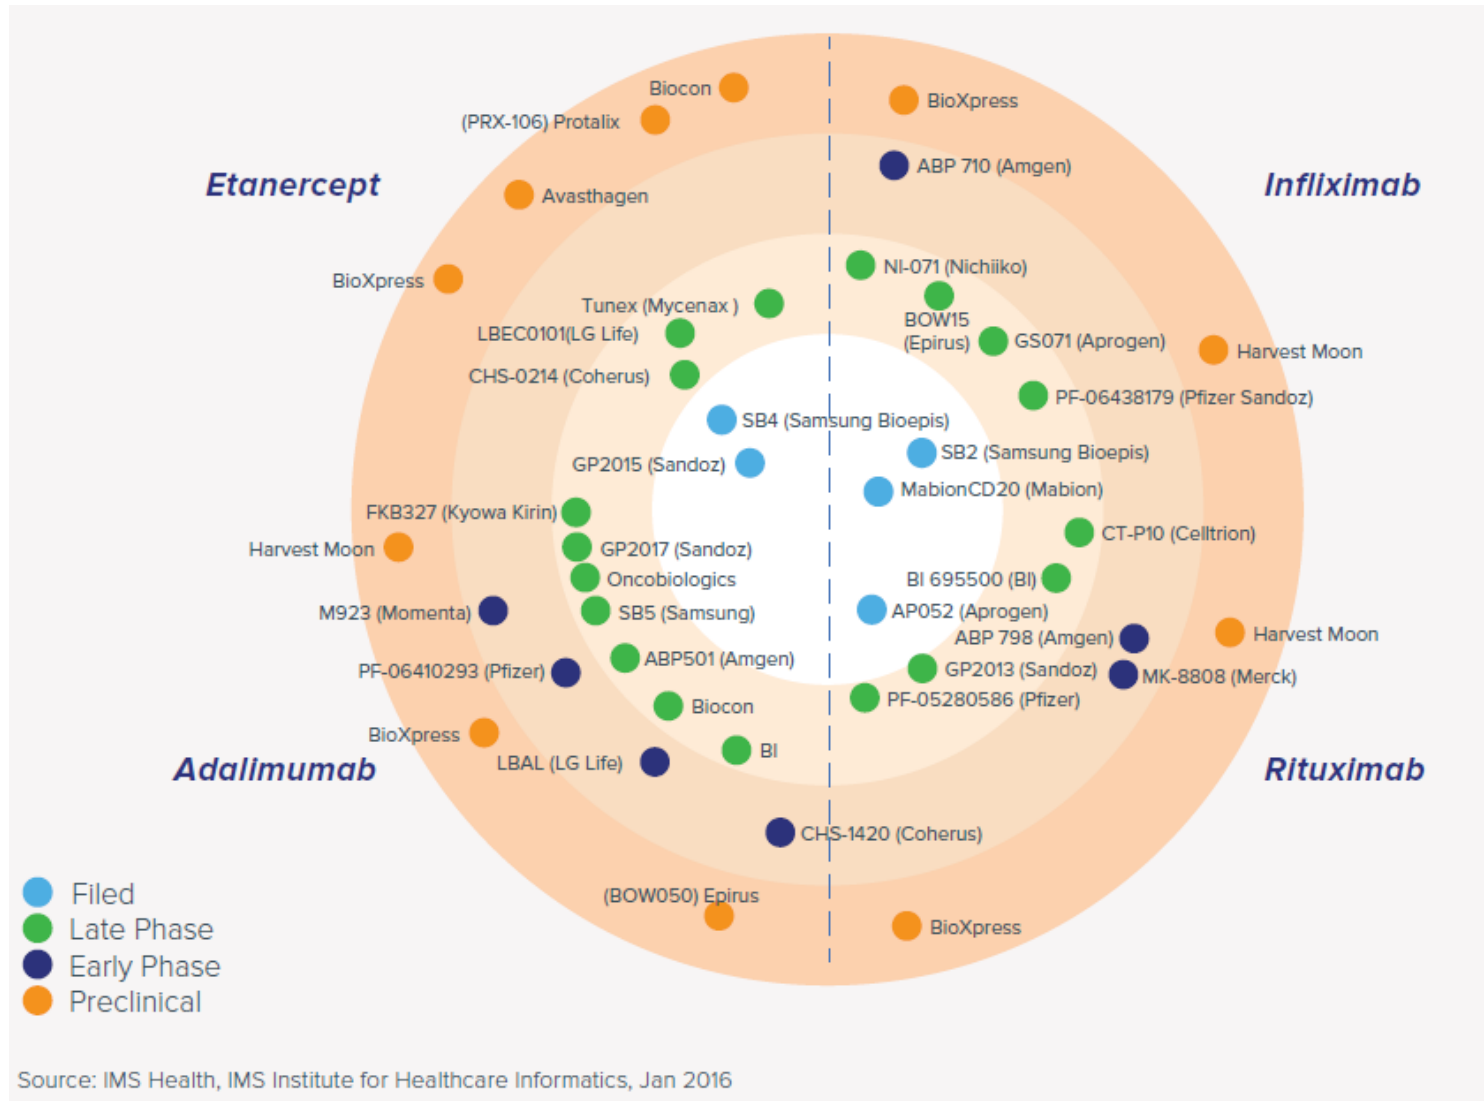 Biocon
BioXpress
(PRX-106) Protalix
ABP 710 (Amgen)
Etanercept
Infliximab
Avasthagen
NI-071 (Nichiiko)
BioXpress
Tunex (Mycenax )
BOW15
(Epirus)
LBEC0101(LG Life)
GS071 (Aprogen)
Harvest Moon
CHS-0214 (Coherus)
PF-06438179 (Pfizer Sandoz)
SB4 (Samsung Bioepis)
SB2 (Samsung Bioepis)
GP2015 (Sandoz)
MabionCD20 (Mabion)
FKB327 (Kyowa Kirin)
CT-P10 (Celltrion)
Harvest Moon
GP2017 (Sandoz)
Oncobiologics
BI 695500 (BI)
M923 (Momenta)
SB5 (Samsung)
AP052 (Aprogen)
ABP 798 (Amgen)
Harvest Moon
ABP501 (Amgen)
PF-06410293 (Pfizer)
GP2013 (Sandoz)
MK-8808 (Merck)
PF-05280586 (Pfizer)
Biocon
BioXpress
BI
LBAL (LG Life)
Adalimumab
Rituximab
CHS-1420 (Coherus)
(BOW050) Epirus
BioXpress
Filed
Late Phase
Early Phase
Preclinical
Source: IMS Health, IMS Institute for Healthcare Informatics, Jan 2016